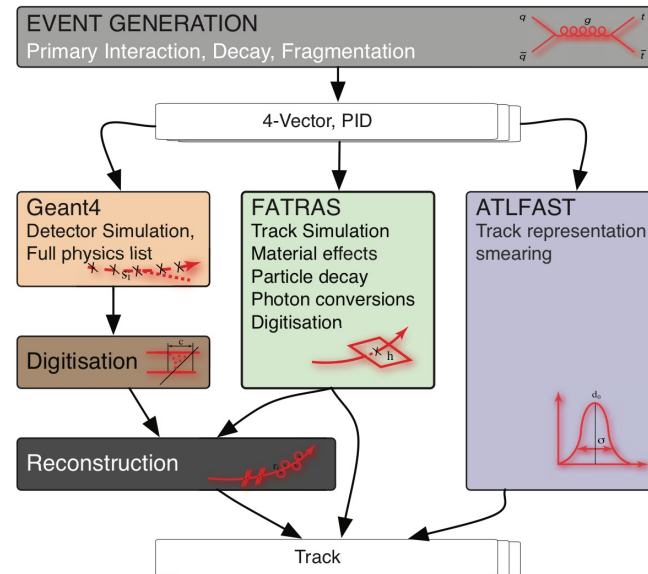 EVENT GENERATION
Primary Interaction, Decay, Fragmentation
q
g
t
q̄
t̄
4-Vector, PID
Geant4
Detector Simulation,
Full physics list
s₁
FATRAS
Track Simulation
Material effects
Particle decay
Photon conversions
Digitisation
h
ATLFAST
Track representation
smearing
d₀
σ
Digitisation
c
Reconstruction
Track